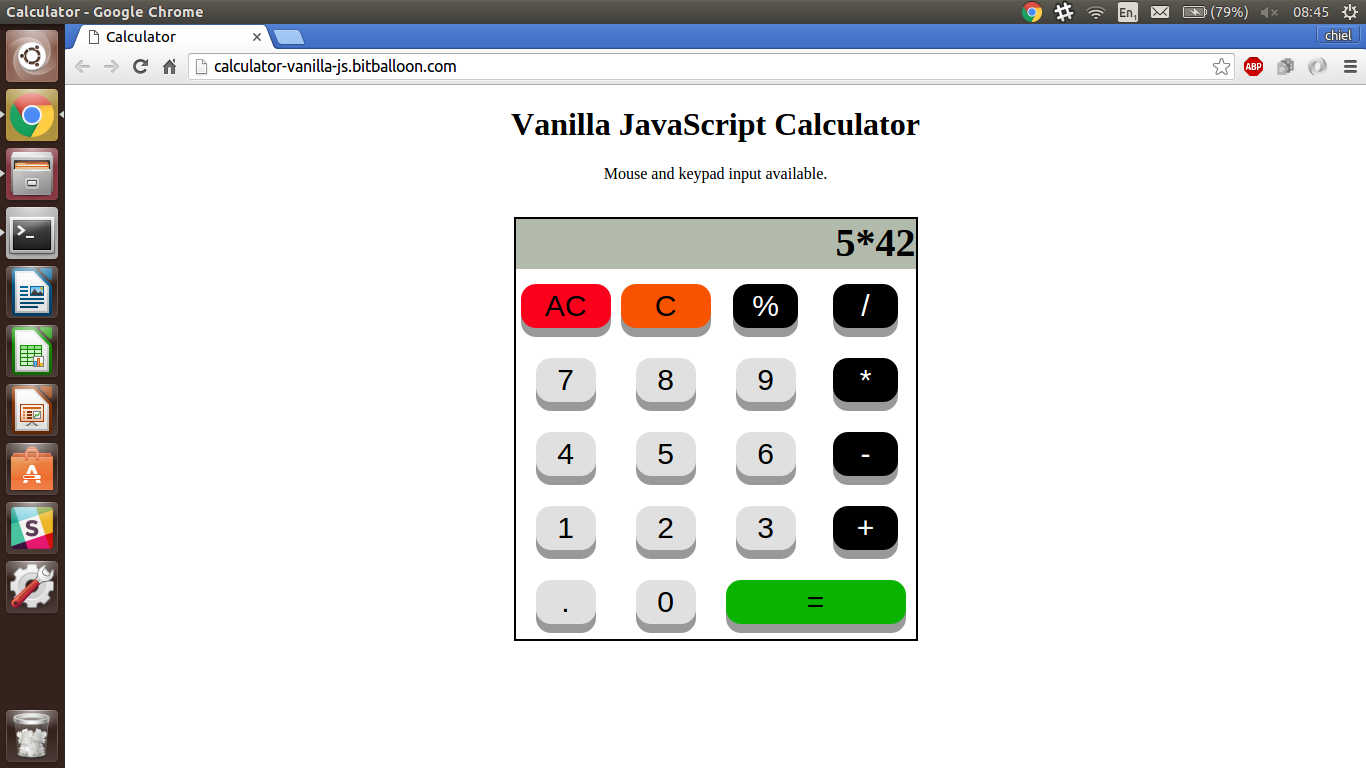 Calculator - Google Chrome
En1
(79%)
08:45
Calculator
chiel
calculator-vanilla-js.bitballoon.com
ABP
Vanilla JavaScript Calculator
Mouse and keypad input available.
5*42
AC C % /
7 8 9 *
4 5 6 -
1 2 3 +
. 0 =
>_
A
S